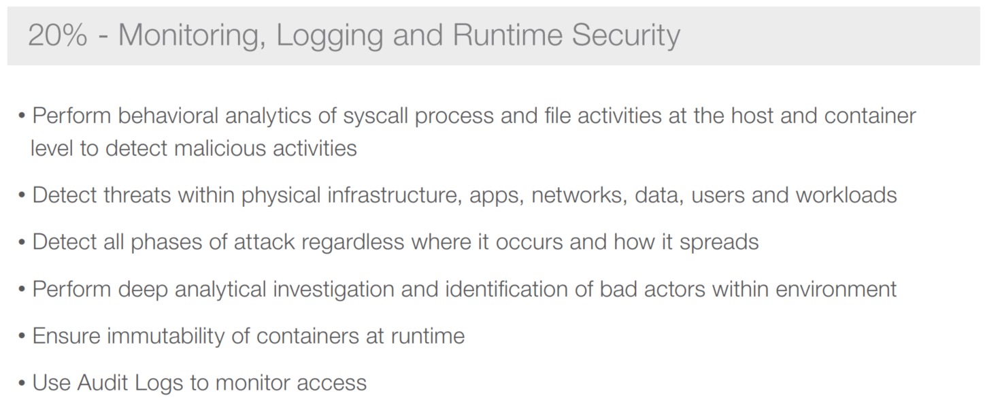 20% - Monitoring, Logging and Runtime Security
• Perform behavioral analytics of syscall process and file activities at the host and container
level to detect malicious activities
• Detect threats within physical infrastructure, apps, networks, data, users and workloads
• Detect all phases of attack regardless where it occurs and how it spreads
• Perform deep analytical investigation and identification of bad actors within environment
• Ensure immutability of containers at runtime
• Use Audit Logs to monitor access